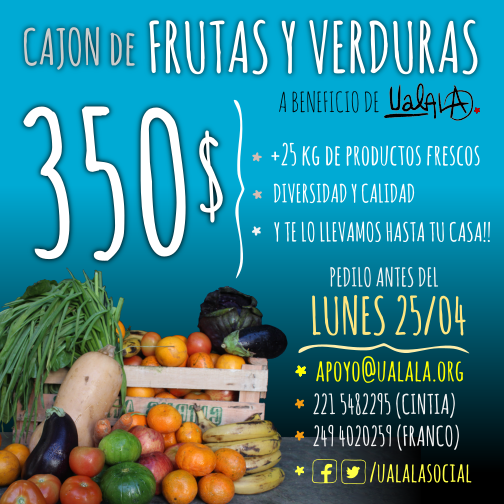 CAJON DE FRUTAS Y VERDURAS
A BENEFICIO DE UALALA
350$
+25 KG DE PRODUCTOS FRESCOS
DIVERSIDAD Y CALIDAD
Y TE LO LLEVAMOS HASTA TU CASA!!
PEDILO ANTES DEL
LUNES 25/04
APOYO@UALALA.ORG
221 5482295 (CINTIA)
249 4020259 (FRANCO)
/UALALASOCIAL